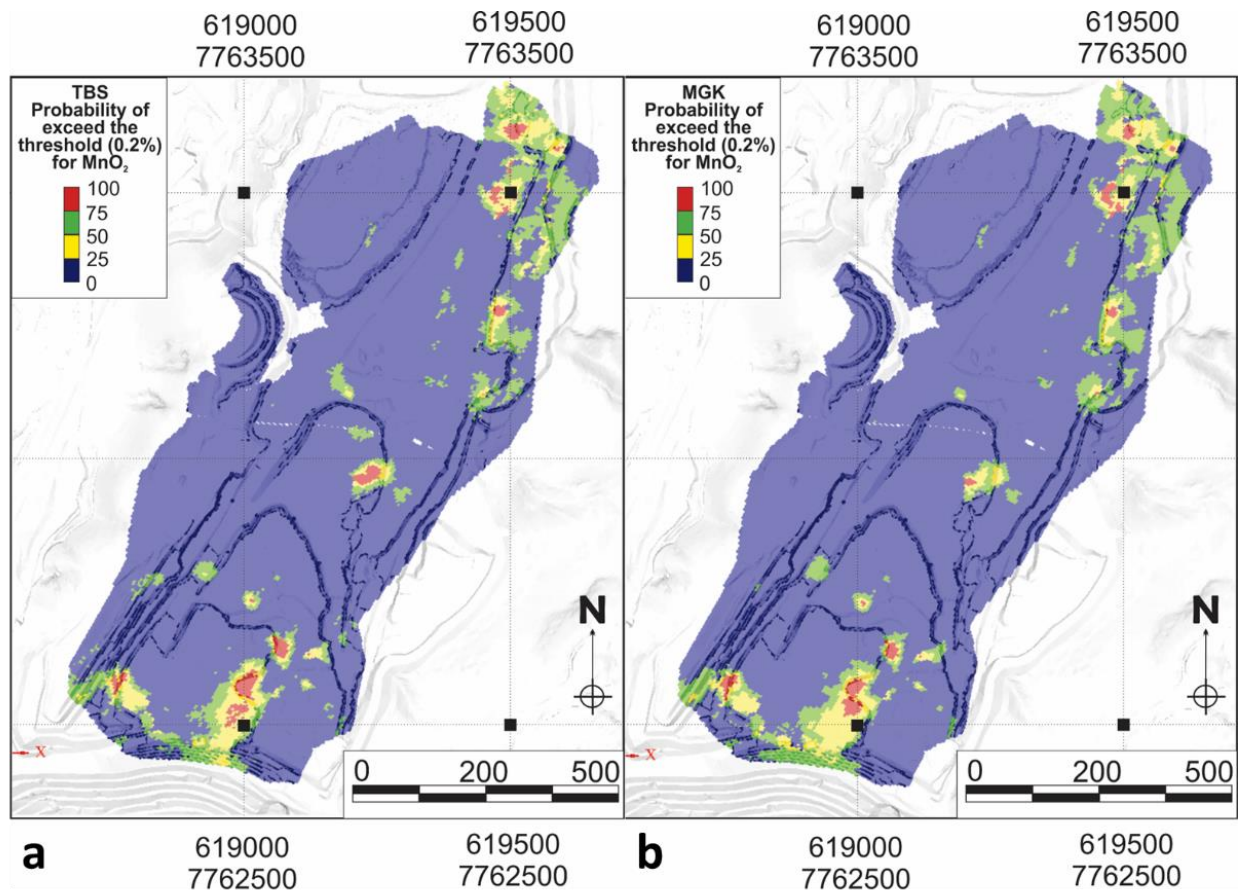 619000
7763500
619500
7763500
619000
7763500
619500
7763500
TBS
Probability of
exceed the
threshold (0.2%)
for MnO₂
100
75
50
25
0
N
X
0 200 500
a
619000
7762500
619500
7762500
MGK
Probability of
exceed the
threshold (0.2%)
for MnO₂
100
75
50
25
0
N
X
0 200 500
b
619000
7762500
619500
7762500